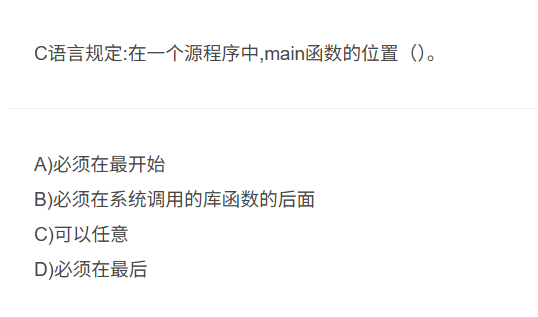 C语言规定:在一个源程序中,main函数的位置（)。
A)必须在最开始
B)必须在系统调用的库函数的后面
C)可以任意
D)必须在最后